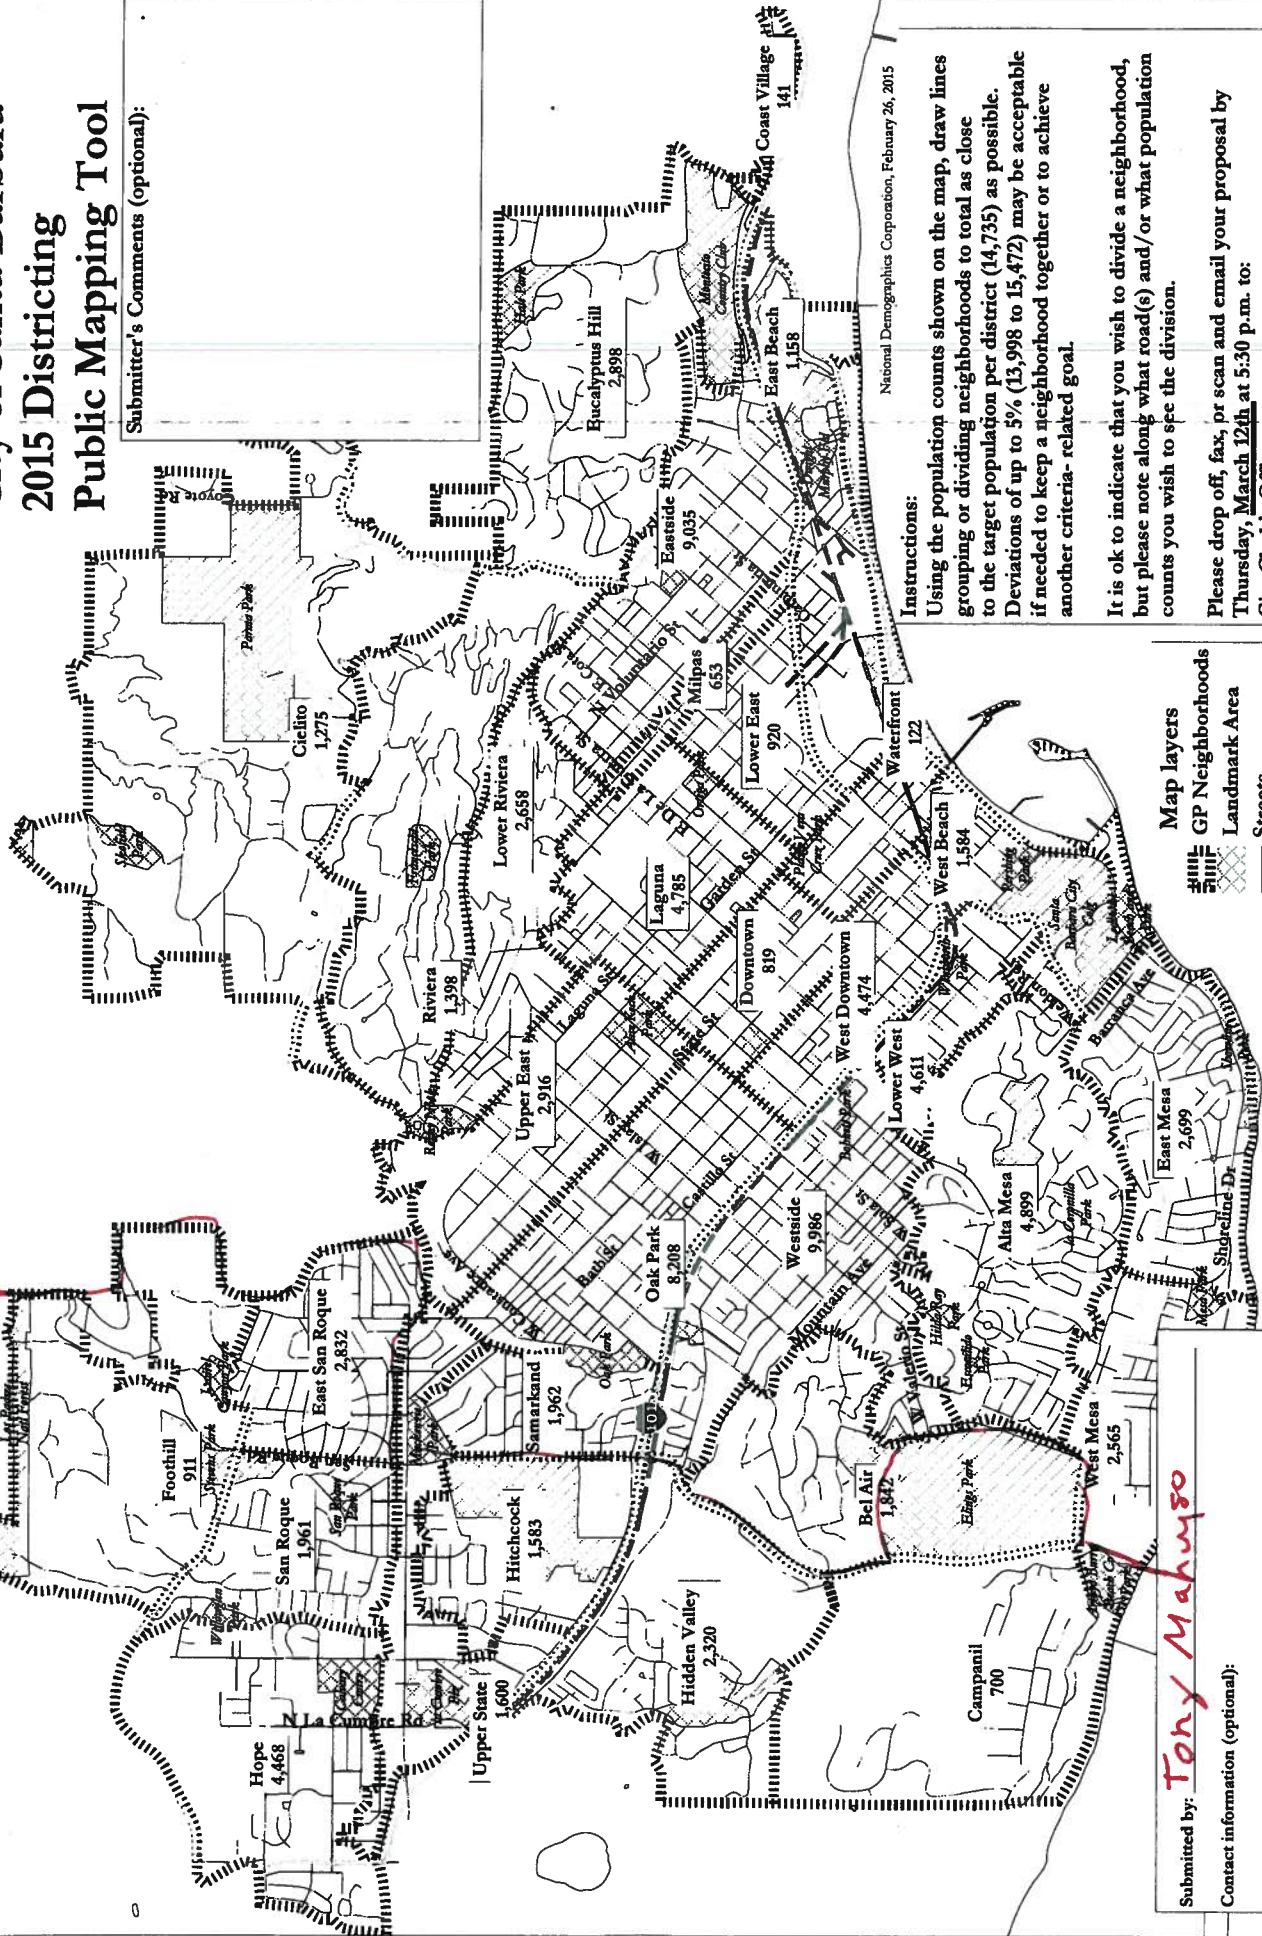 2015 Districting
Public Mapping Tool
Submitter's Comments (optional):
Coast Village
141
Eucalyptus Hill
2,898
East Beach
1,158
Parma Park
Coyote Rd
Cielito
1,275
Eastside
9,035
N Voluntario St
Milpas
653
Lower East
920
Waterfront
122
Lower Riviera
2,658
Laguna
4,785
Garden St
Downtown
819
West Beach
1,584
West Downtown
4,474
Riviera
1,398
Laguna St
State St
Upper East
2,916
Lower West
4,611
Castillo St
Bath St
Oak Park
8,208
Westside
9,986
Mountain Ave
Alta Mesa
4,899
East Mesa
2,699
Barranca Ave
Shoreline Dr
East San Roque
2,832
Samarkand
1,962
Oak Park
Foothill
911
San Roque
1,961
Hitchcock
1,583
W Valerio St
West Mesa
2,565
Bel Air
1,842
Elings Park
Hidden Valley
2,320
Campanil
700
Hope
4,468
N La Cumbre Rd
Upper State
1,600
National Demographics Corporation, February 26, 2015
Instructions:
Using the population counts shown on the map, draw lines
grouping or dividing neighborhoods to total as close
to the target population per district (14,735) as possible.
Deviations of up to 5% (13,998 to 15,472) may be acceptable
if needed to keep a neighborhood together or to achieve
another criteria- related goal.
It is ok to indicate that you wish to divide a neighborhood,
but please note along what road(s) and/or what population
counts you wish to see the division.
Please drop off, fax, or scan and email your proposal by
Thursday, March 12th at 5:30 p.m. to:
Map layers
GP Neighborhoods
Landmark Area
Streets
Submitted by:
Contact information (optional):